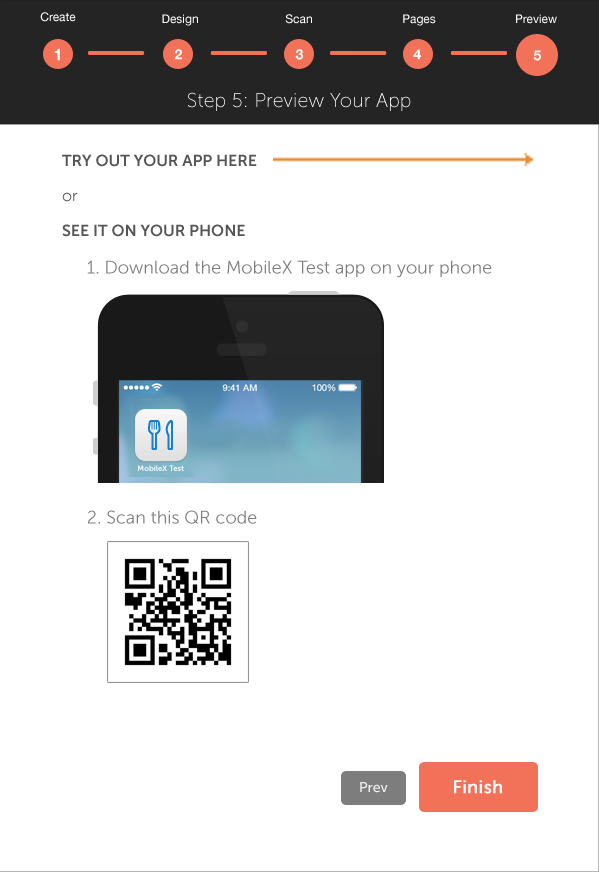 Create
Design
Scan
Pages
Preview
1
2
3
4
5
Step 5: Preview Your App
TRY OUT YOUR APP HERE
or
SEE IT ON YOUR PHONE
1. Download the MobileX Test app on your phone
9:41 AM
100%
MobileX Test
2. Scan this QR code
Prev
Finish